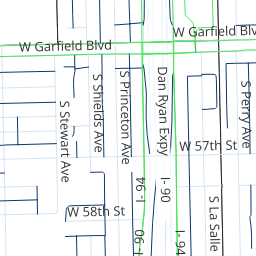 W Garfield Blvd
W Garfield Blv
S Stewart Ave
S Shields Ave
S Princeton Ave
Dan Ryan Expy
S Perry Ave
W 57th St
I- 94
I- 90
W 58th St
S La Salle
I- 90
I-94